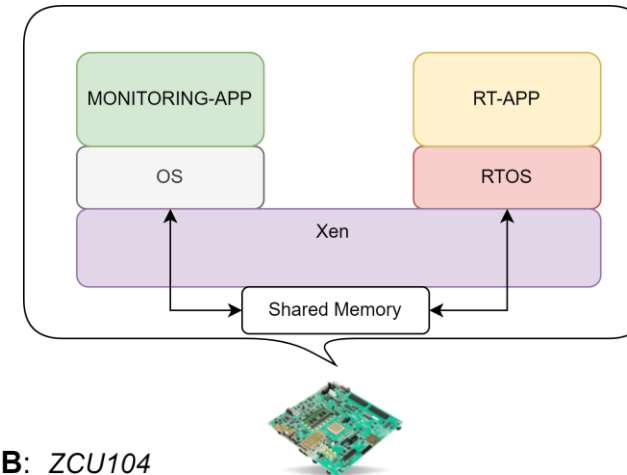 MONITORING-APP
RT-APP
OS
RTOS
Xen
Shared Memory
B: ZCU104